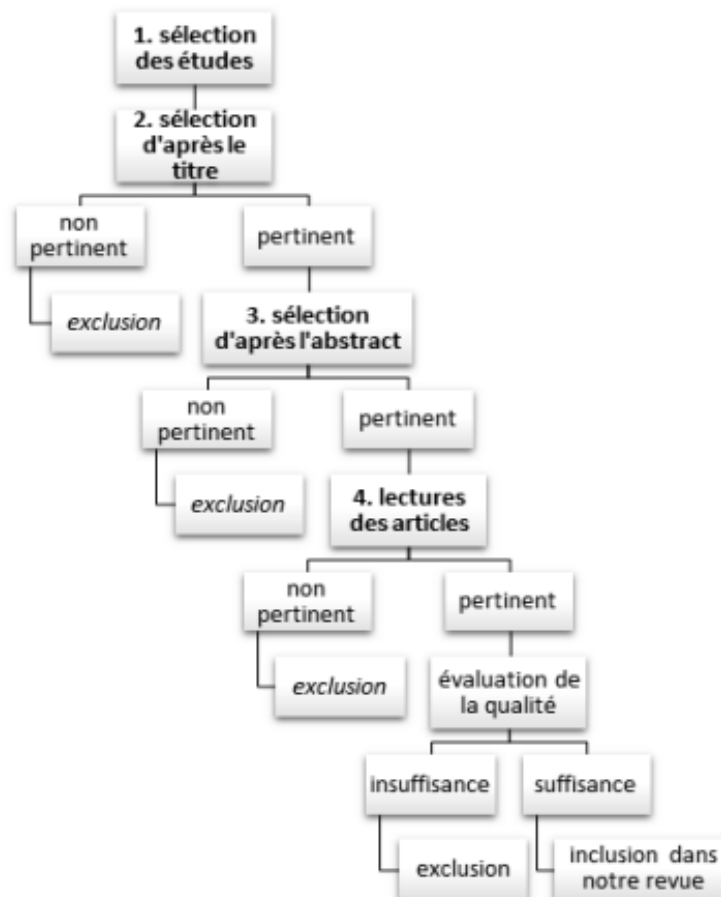 1. sélection
des études
2. sélection
d'après le
titre
non
pertinent
pertinent
exclusion
3. sélection
d'après l'abstract
non
pertinent
pertinent
exclusion
4. lectures
des articles
non
pertinent
pertinent
exclusion
évaluation de
la qualité
insuffisance
suffisance
exclusion
inclusion dans
notre revue